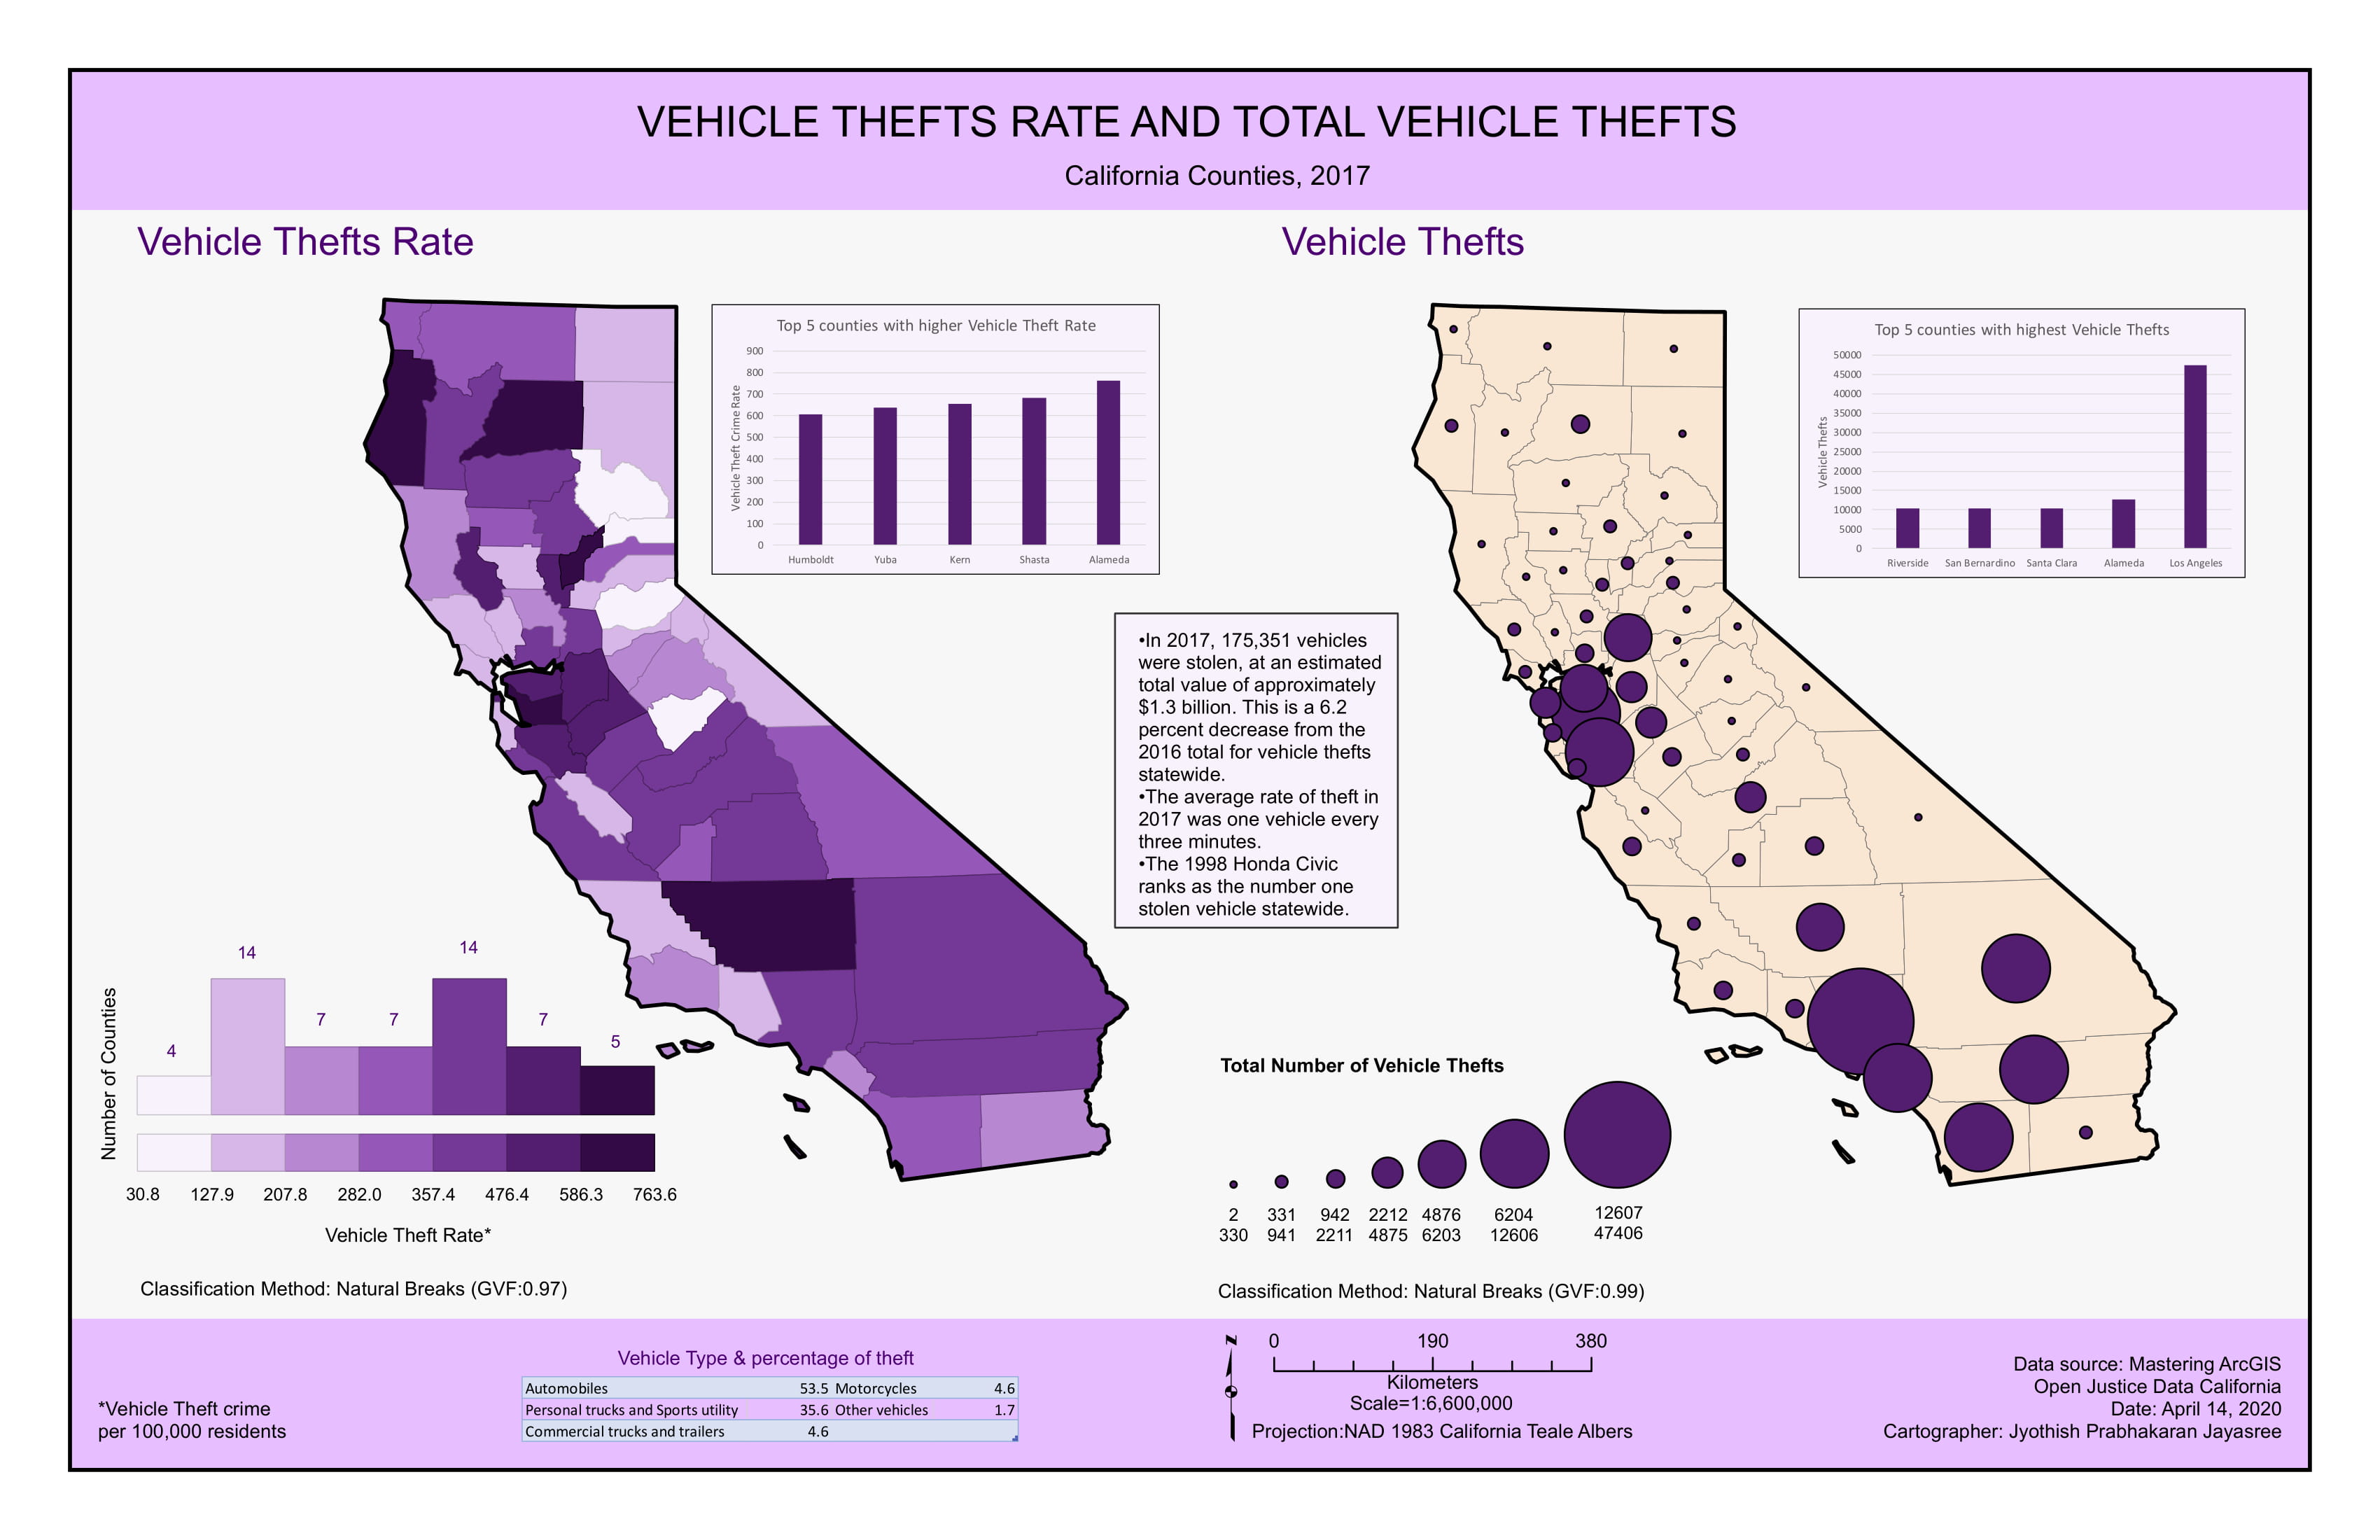 VEHICLE THEFTS RATE AND TOTAL VEHICLE THEFTS
California Counties, 2017
Vehicle Thefts Rate
Top 5 counties with higher Vehicle Theft Rate
Vehicle Theft Crime Rate
900
800
700
600
500
400
300
200
100
0
Humboldt Yuba Kern Shasta Alameda
Number of Counties
4 14 7 7 14 7 5
30.8 127.9 207.8 282.0 357.4 476.4 586.3 763.6
Vehicle Theft Rate*
Classification Method: Natural Breaks (GVF:0.97)
•In 2017, 175,351 vehicles
were stolen, at an estimated
total value of approximately
$1.3 billion. This is a 6.2
percent decrease from the
2016 total for vehicle thefts
statewide.
•The average rate of theft in
2017 was one vehicle every
three minutes.
•The 1998 Honda Civic
ranks as the number one
stolen vehicle statewide.
Vehicle Thefts
Top 5 counties with highest Vehicle Thefts
Vehicle Thefts
50000
45000
40000
35000
30000
25000
20000
15000
10000
5000
0
Riverside San Bernardino Santa Clara Alameda Los Angeles
Total Number of Vehicle Thefts
2 331 942 2212 4876 6204 12607
330 941 2211 4875 6203 12606 47406
Classification Method: Natural Breaks (GVF:0.99)
*Vehicle Theft crime
per 100,000 residents
Vehicle Type & percentage of theft
Automobiles 53.5 Motorcycles 4.6
Personal trucks and Sports utility 35.6 Other vehicles 1.7
Commercial trucks and trailers 4.6
N
0 190 380
Kilometers
Scale=1:6,600,000
Projection:NAD 1983 California Teale Albers
Data source: Mastering ArcGIS
Open Justice Data California
Date: April 14, 2020
Cartographer: Jyothish Prabhakaran Jayasree